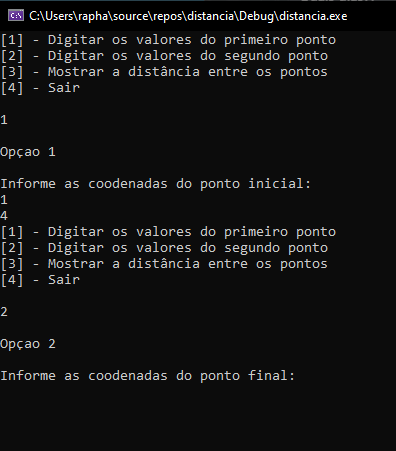 C:\Users\rapha\source\repos\distancia\Debug\distancia.exe
[1] - Digitar os valores do primeiro ponto
[2] - Digitar os valores do segundo ponto
[3] - Mostrar a distância entre os pontos
[4] - Sair
1
Opçao 1
Informe as coodenadas do ponto inicial:
1
4
[1] - Digitar os valores do primeiro ponto
[2] - Digitar os valores do segundo ponto
[3] - Mostrar a distância entre os pontos
[4] - Sair
2
Opçao 2
Informe as coodenadas do ponto final: